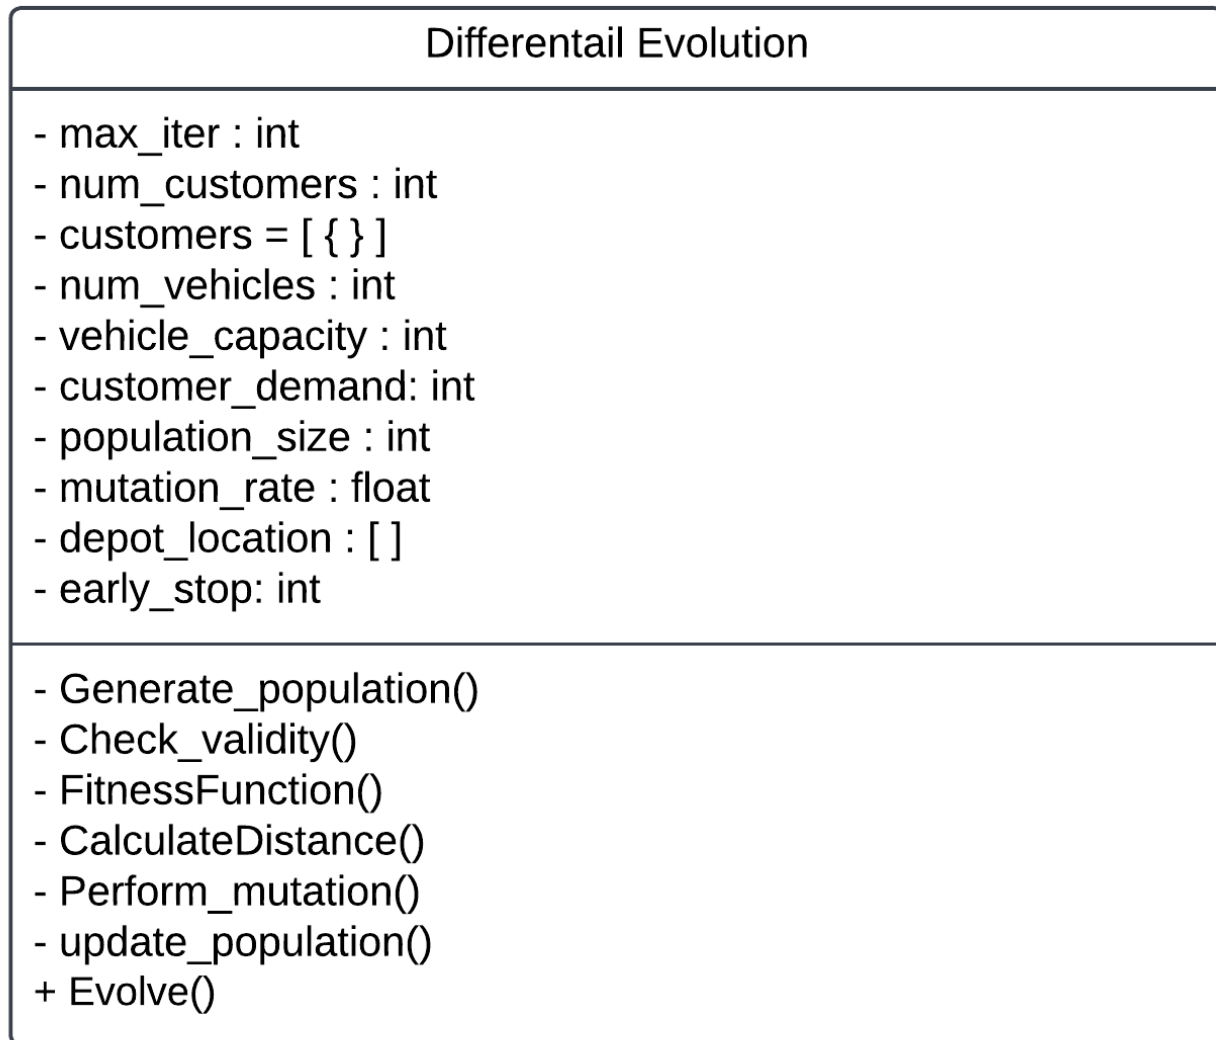 Differentail Evolution
- max_iter : int
- num_customers : int
- customers = [ { } ]
- num_vehicles : int
- vehicle_capacity : int
- customer_demand: int
- population_size : int
- mutation_rate : float
- depot_location : [ ]
- early_stop: int
- Generate_population()
- Check_validity()
- FitnessFunction()
- CalculateDistance()
- Perform_mutation()
- update_population()
+ Evolve()